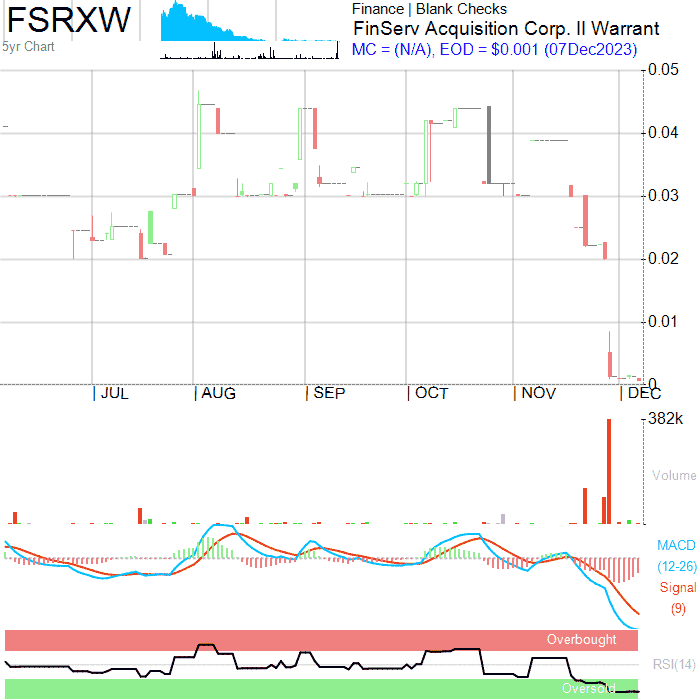 FSRXW
Finance | Blank Checks
FinServ Acquisition Corp. II Warrant
5yr Chart
MC = (N/A), EOD = $0.001 (07Dec2023)
0.05
0.04
0.03
0.02
0.01
0
| JUL | AUG | SEP | OCT | NOV | DEC
382k
Volume
MACD
(12-26)
Signal
(9)
Overbought
RSI(14)
Oversold